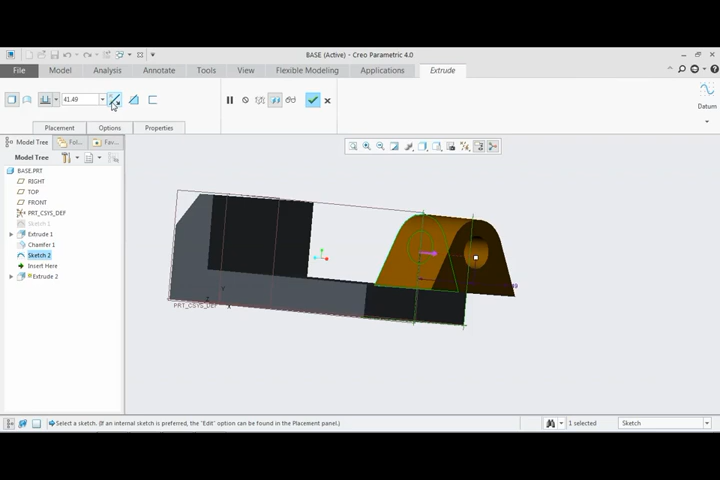 BASE (Active) - Creo Parametric 4.0
File Model Analysis Annotate Tools View Flexible Modeling Applications Extrude
41.49
Datum
Placement Options Properties
Model Tree Fol... Fav...
Model Tree
BASE.PRT
RIGHT
TOP
FRONT
PRT_CSYS_DEF
Sketch 1
Extrude 1
Chamfer 1
Sketch 2
Insert Here
Extrude 2
Z
Y
X
PRT_CSYS_DEF
Select a sketch. (If an internal sketch is preferred, the "Edit" option can be found in the Placement panel.)
1 selected
Sketch